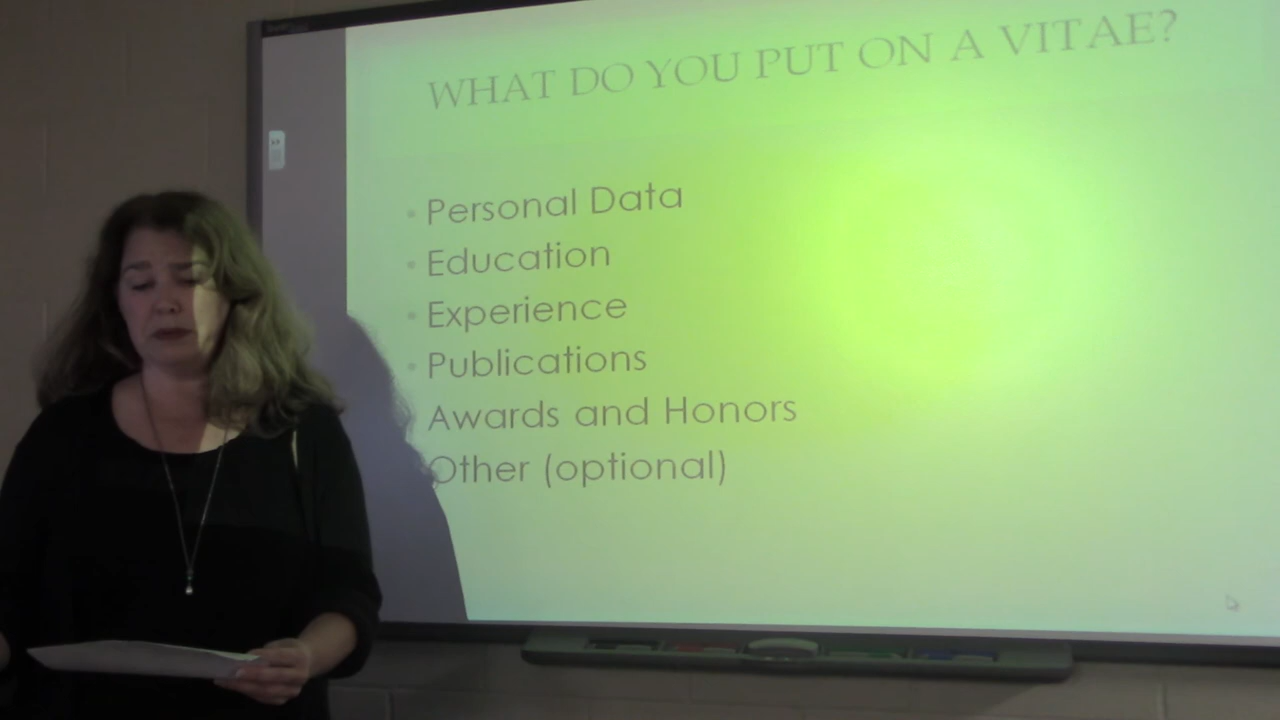 WHAT DO YOU PUT ON A VITAE?
Personal Data
Education
Experience
Publications
Awards and Honors
Other (optional)